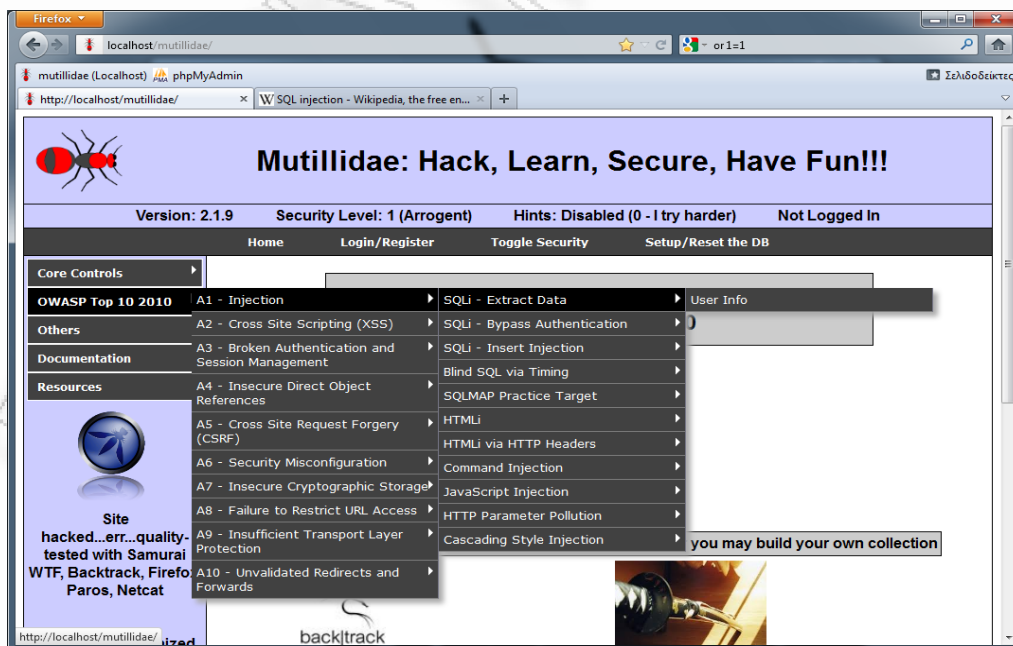 Firefox
localhost/mutillidae/
or1=1
mutillidae (Localhost) PMA phpMyAdmin
Σελιδοδείκτες
http://localhost/mutillidae/
W SQL injection - Wikipedia, the free en...
Mutillidae: Hack, Learn, Secure, Have Fun!!!
Version: 2.1.9 Security Level: 1 (Arrogent) Hints: Disabled (0 - I try harder) Not Logged In
Home Login/Register Toggle Security Setup/Reset the DB
Core Controls
OWASP Top 10 2010
Others
Documentation
Resources
A1 - Injection
A2 - Cross Site Scripting (XSS)
A3 - Broken Authentication and
Session Management
A4 - Insecure Direct Object
References
A5 - Cross Site Request Forgery
(CSRF)
A6 - Security Misconfiguration
A7 - Insecure Cryptographic Storage
A8 - Failure to Restrict URL Access
A9 - Insufficient Transport Layer
Protection
A10 - Unvalidated Redirects and
Forwards
SQLi - Extract Data
SQLi - Bypass Authentication
SQLi - Insert Injection
Blind SQL via Timing
SQLMAP Practice Target
HTMLi
HTMLi via HTTP Headers
Command Injection
JavaScript Injection
HTTP Parameter Pollution
Cascading Style Injection
User Info
Site
hacked...err...quality-
tested with Samurai
WTF, Backtrack, Firefo
Paros, Netcat
you may build your own collection
back|track
http://localhost/mutillidae/